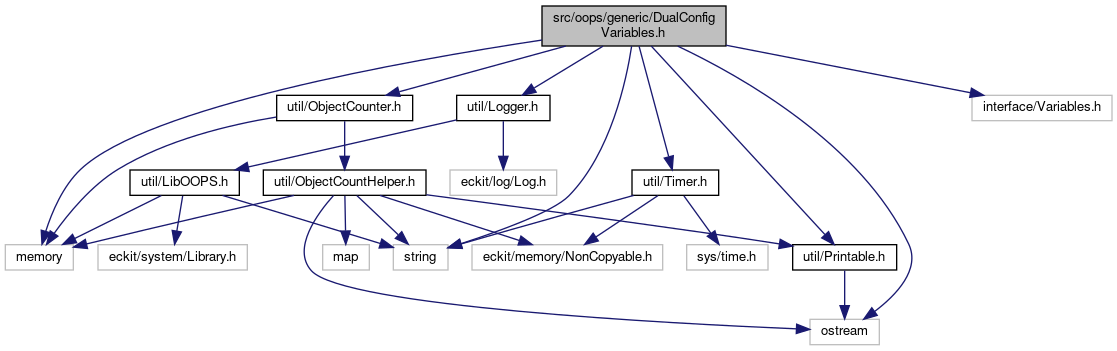 src/oops/generic/DualConfig
Variables.h
util/ObjectCounter.h
util/Logger.h
interface/Variables.h
util/LibOOPS.h
util/ObjectCountHelper.h
eckit/log/Log.h
util/Timer.h
memory
eckit/system/Library.h
map
string
eckit/memory/NonCopyable.h
sys/time.h
util/Printable.h
ostream